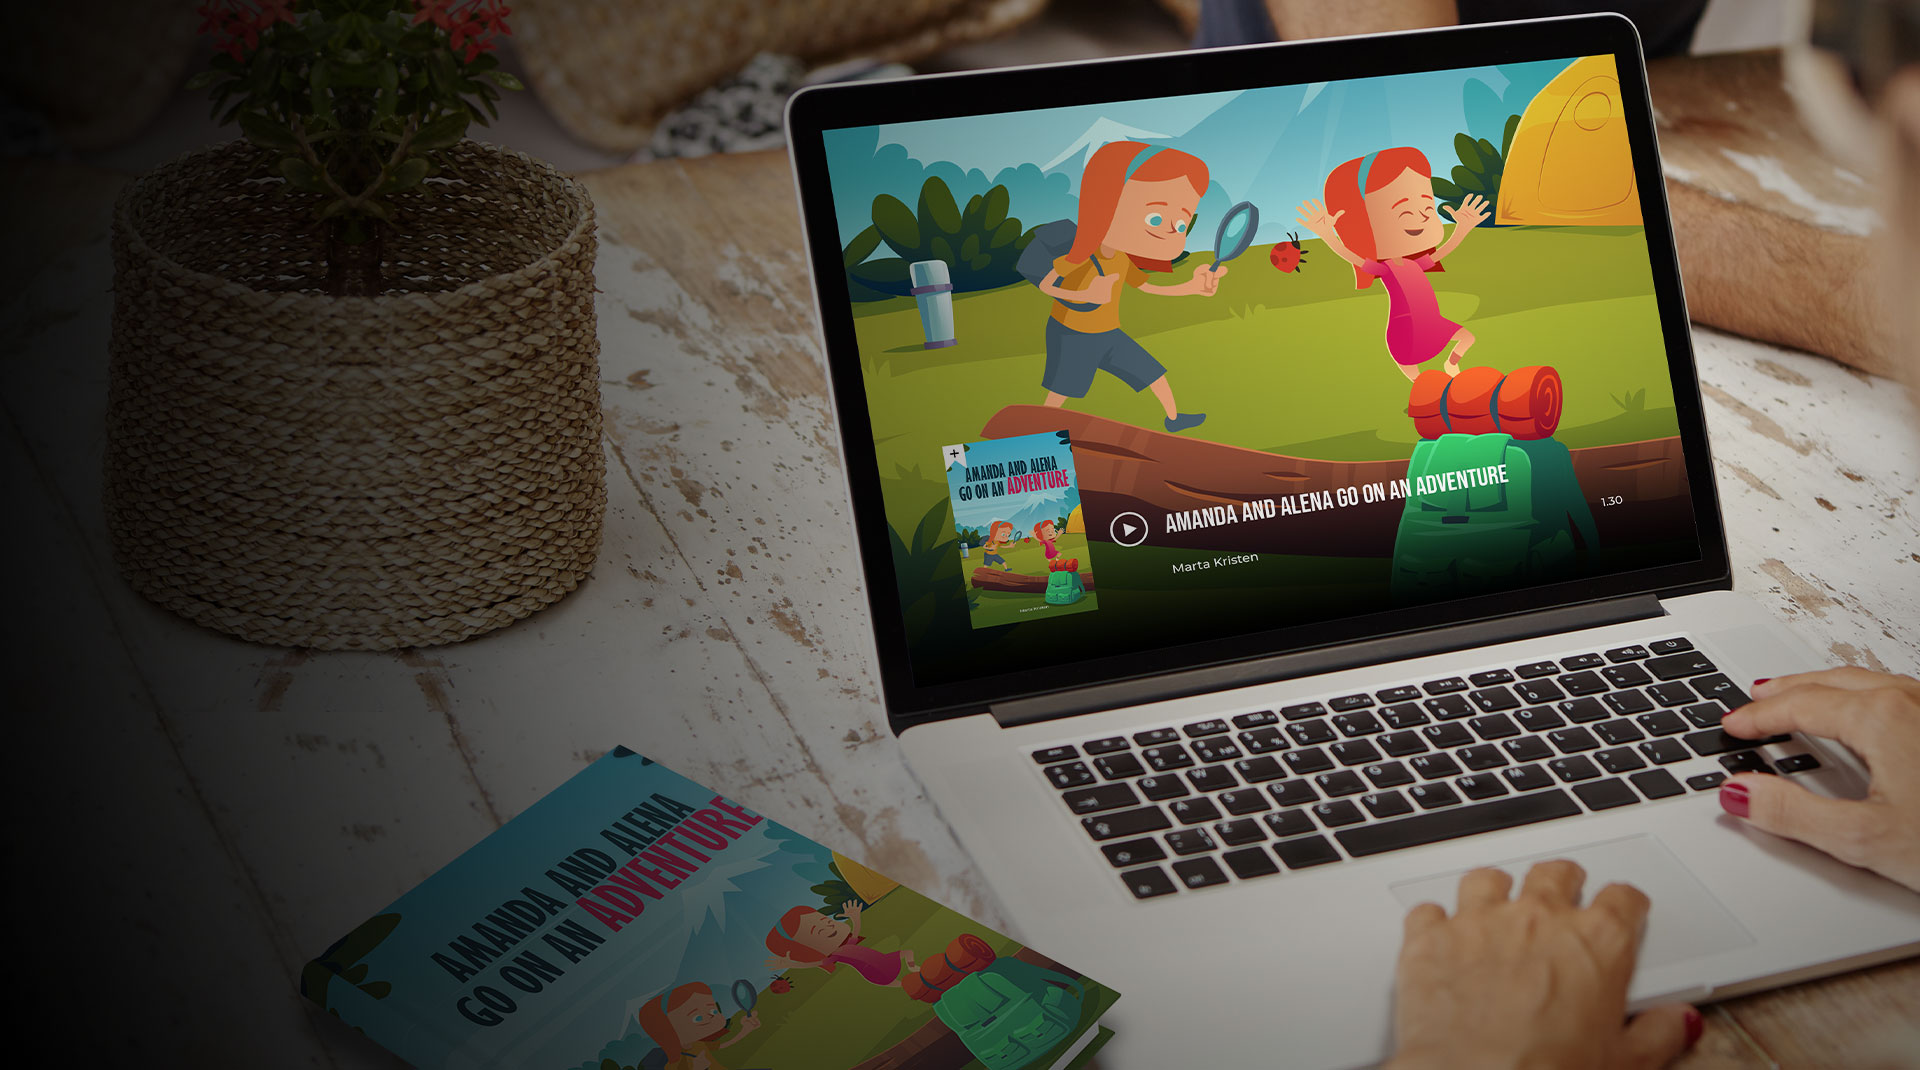 AMANDA AND ALENA
GO ON AN ADVENTURE
AMANDA AND ALENA GO ON AN ADVENTURE
1.30
Marta Kristen
Marta Kristen
AMANDA AND ALENA
GO ON AN ADVENTURE